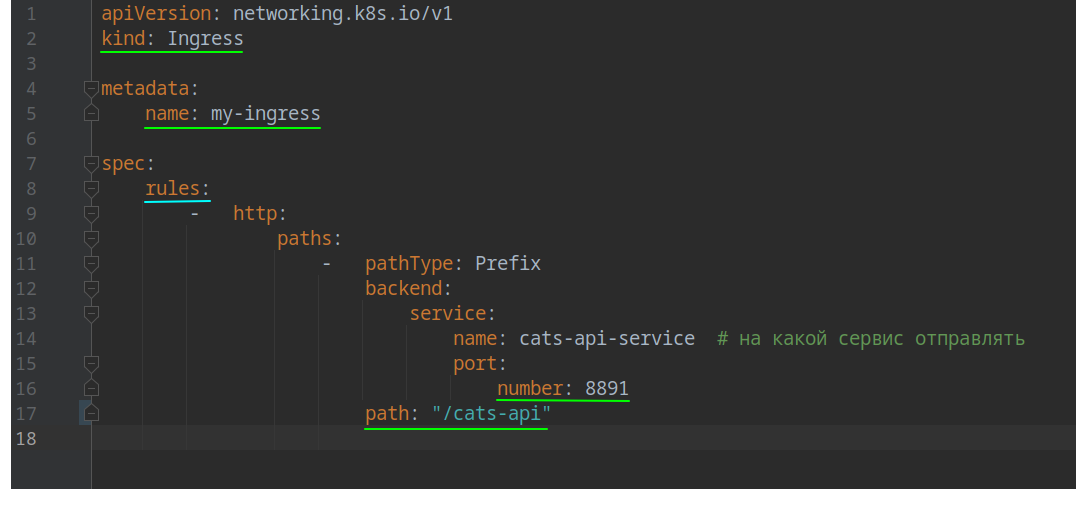 1 apiVersion: networking.k8s.io/v1
2 kind: Ingress
3
4 metadata:
5 name: my-ingress
6
7 spec:
8 rules:
9 - http:
10 paths:
11 - pathType: Prefix
12 backend:
13 service:
14 name: cats-api-service # на какой сервис отправлять
15 port:
16 number: 8891
17 path: "/cats-api"
18